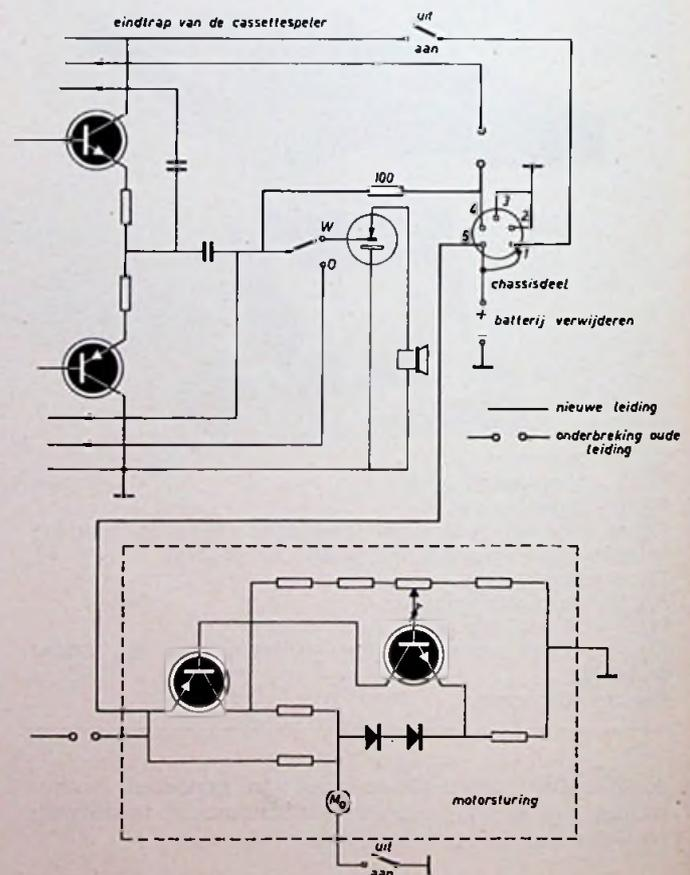 eindtrap van de cassettespeler
uit
aan
100
W
O
4
3
2
5
1
chassisdeel
+
batterij verwijderen
-
nieuwe leiding
onderbreking oude
leiding
Mo
motorsturing
uit
aan